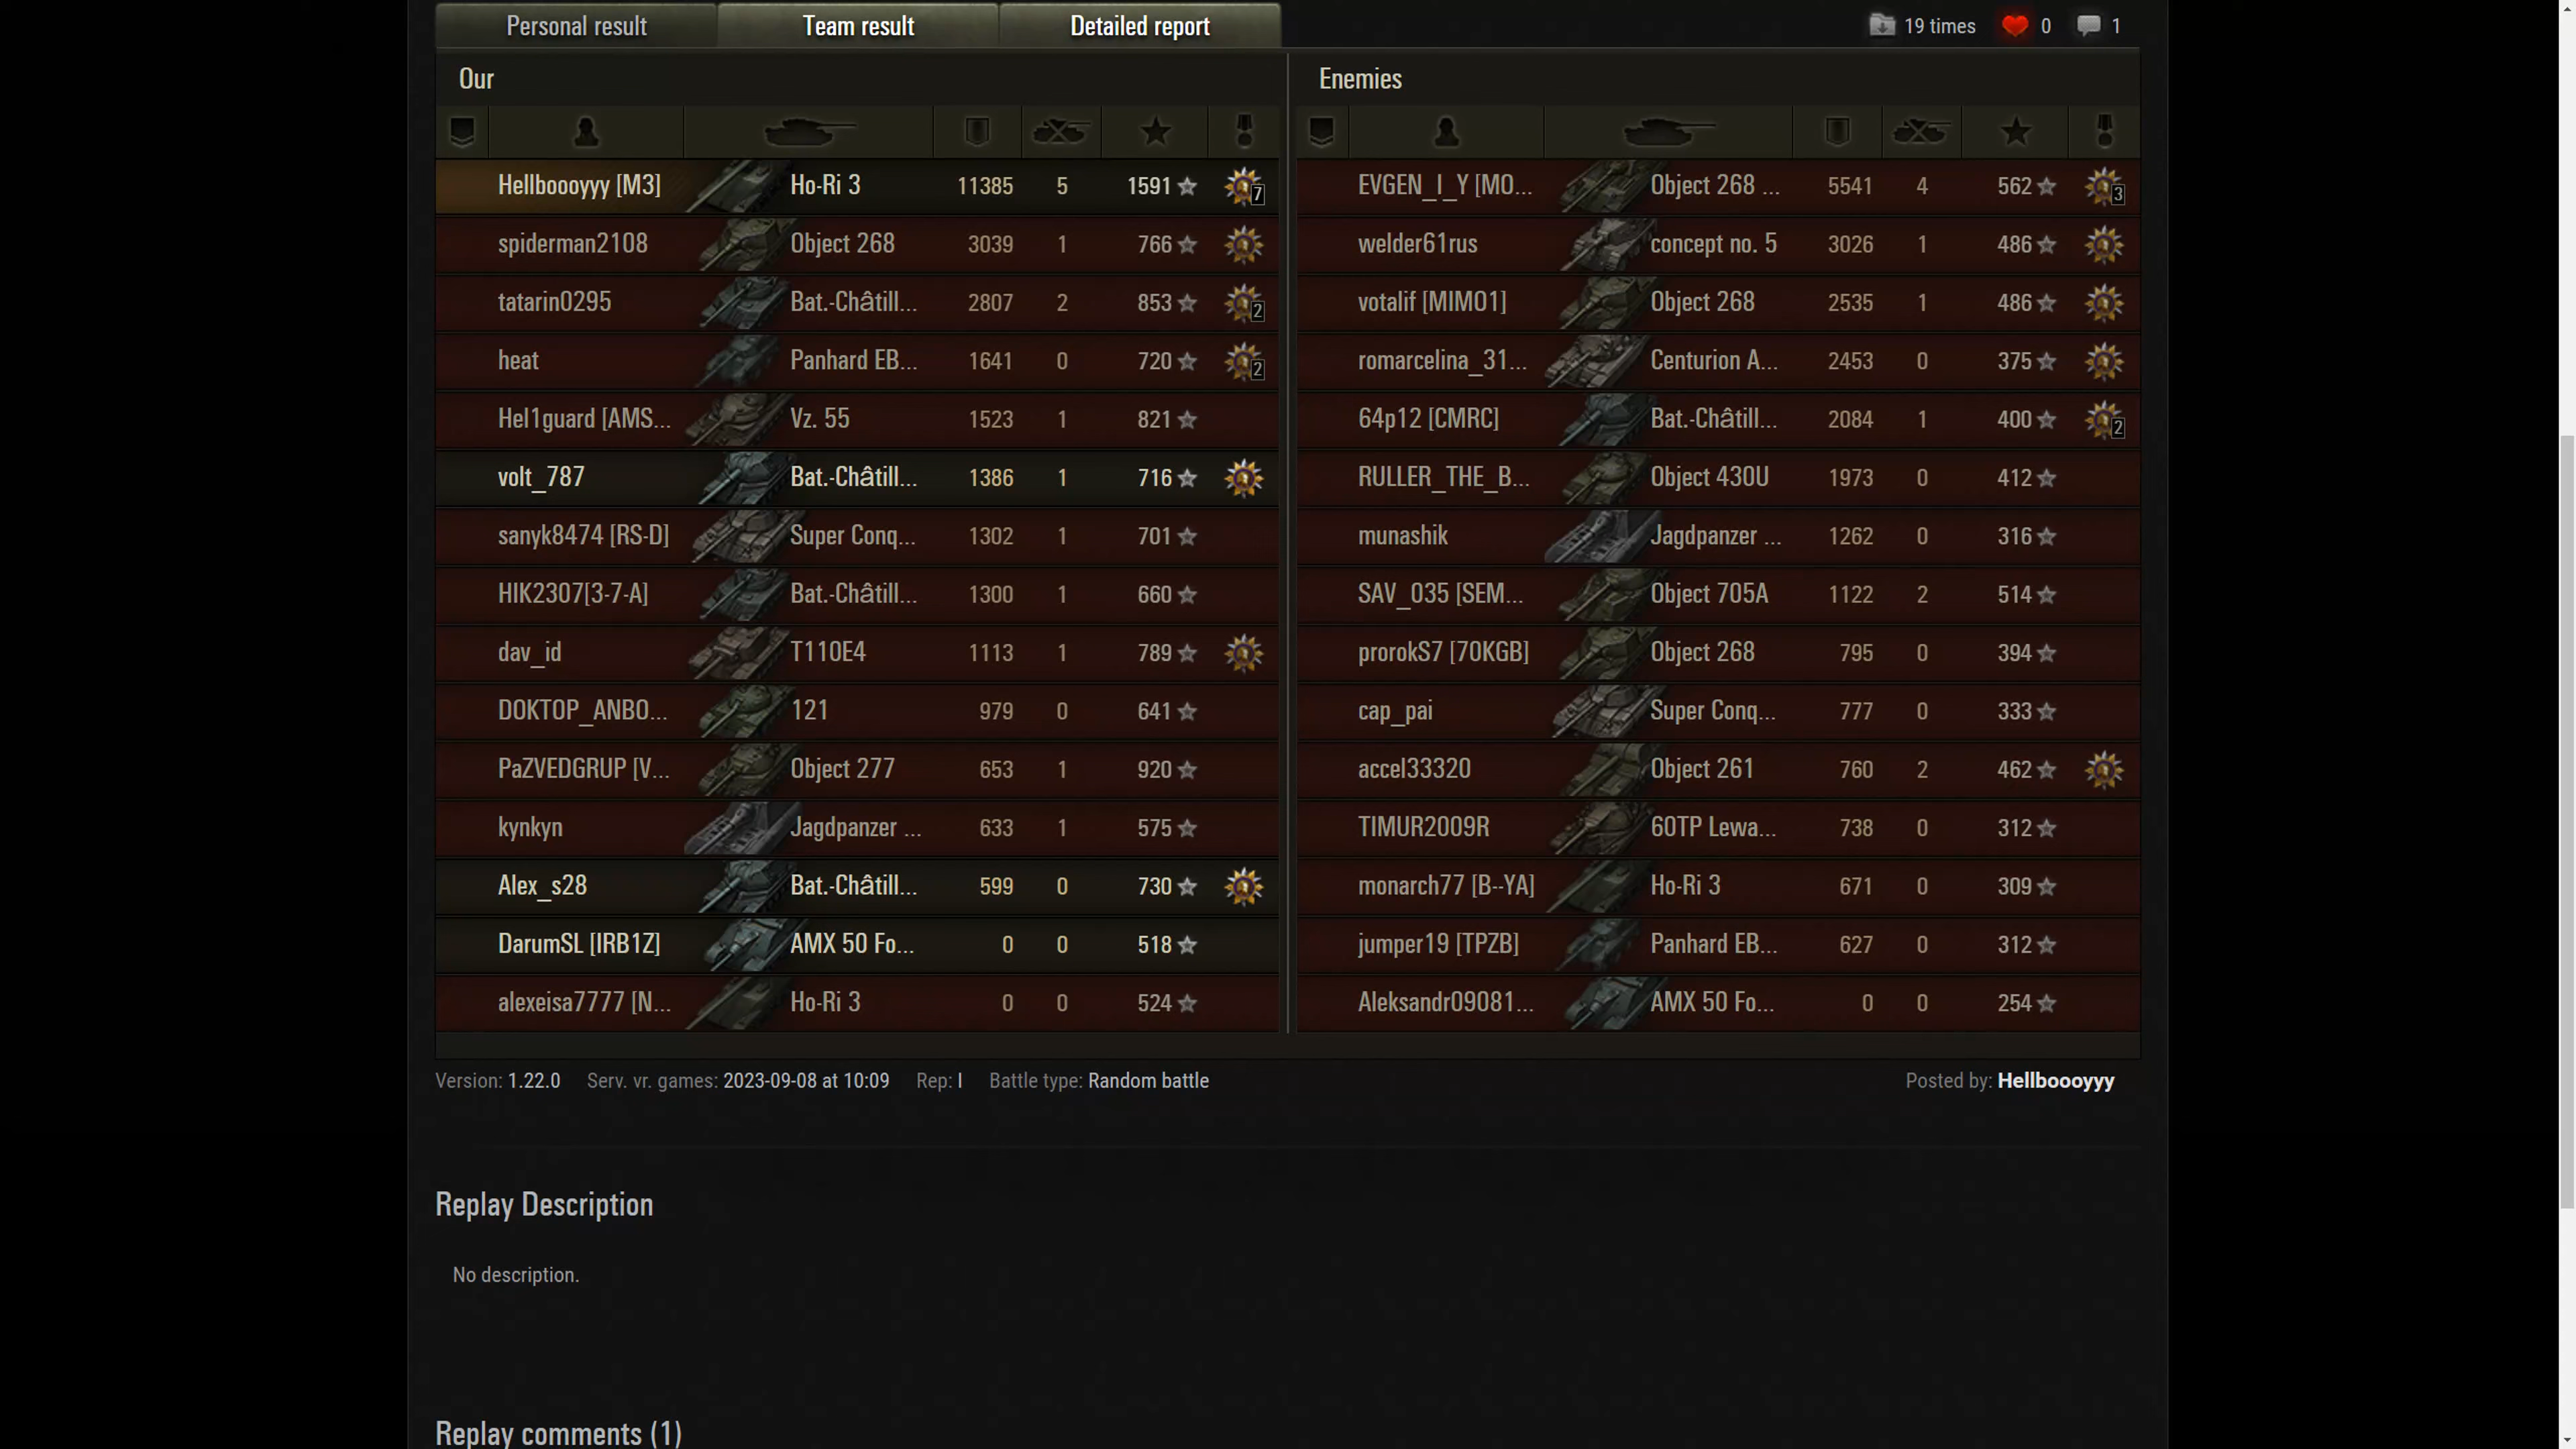 Personal result Team result Detailed report 19 times 0 1
Our Enemies
Hellboooyyy [M3] Ho-Ri 3 11385 5 1591 7 EVGEN_I_Y [MO... Object 268 ... 5541 4 562 3
spiderman2108 Object 268 3039 1 766 welder61rus concept no. 5 3026 1 486
tatarin0295 Bat.-Châtill... 2807 2 853 2 votalif [MIMO1] Object 268 2535 1 486
heat Panhard EB... 1641 0 720 2 romarcelina_31... Centurion A... 2453 0 375
Hel1guard [AMS... Vz. 55 1523 1 821 64p12 [CMRC] Bat.-Châtill... 2084 1 400 2
volt_787 Bat.-Châtill... 1386 1 716 RULLER_THE_B... Object 430U 1973 0 412
sanyk8474 [RS-D] Super Conq... 1302 1 701 munashik Jagdpanzer ... 1262 0 316
HIK2307[3-7-A] Bat.-Châtill... 1300 1 660 SAV_035 [SEM... Object 705A 1122 2 514
dav_id T110E4 1113 1 789 prorokS7 [70KGB] Object 268 795 0 394
DOKTOP_ANBO... 121 979 0 641 cap_pai Super Conq... 777 0 333
PaZVEDGRUP [V... Object 277 653 1 920 accel33320 Object 261 760 2 462
kynkyn Jagdpanzer ... 633 1 575 TIMUR2009R 60TP Lewa... 738 0 312
Alex_s28 Bat.-Châtill... 599 0 730 monarch77 [B--YA] Ho-Ri 3 671 0 309
DarumSL [IRB1Z] AMX 50 Fo... 0 0 518 jumper19 [TPZB] Panhard EB... 627 0 312
alexeisa7777 [N... Ho-Ri 3 0 0 524 Aleksandr09081... AMX 50 Fo... 0 0 254
Version: 1.22.0 Serv. vr. games: 2023-09-08 at 10:09 Rep: I Battle type: Random battle Posted by: Hellboooyyy
Replay Description
No description.
Replay comments (1)